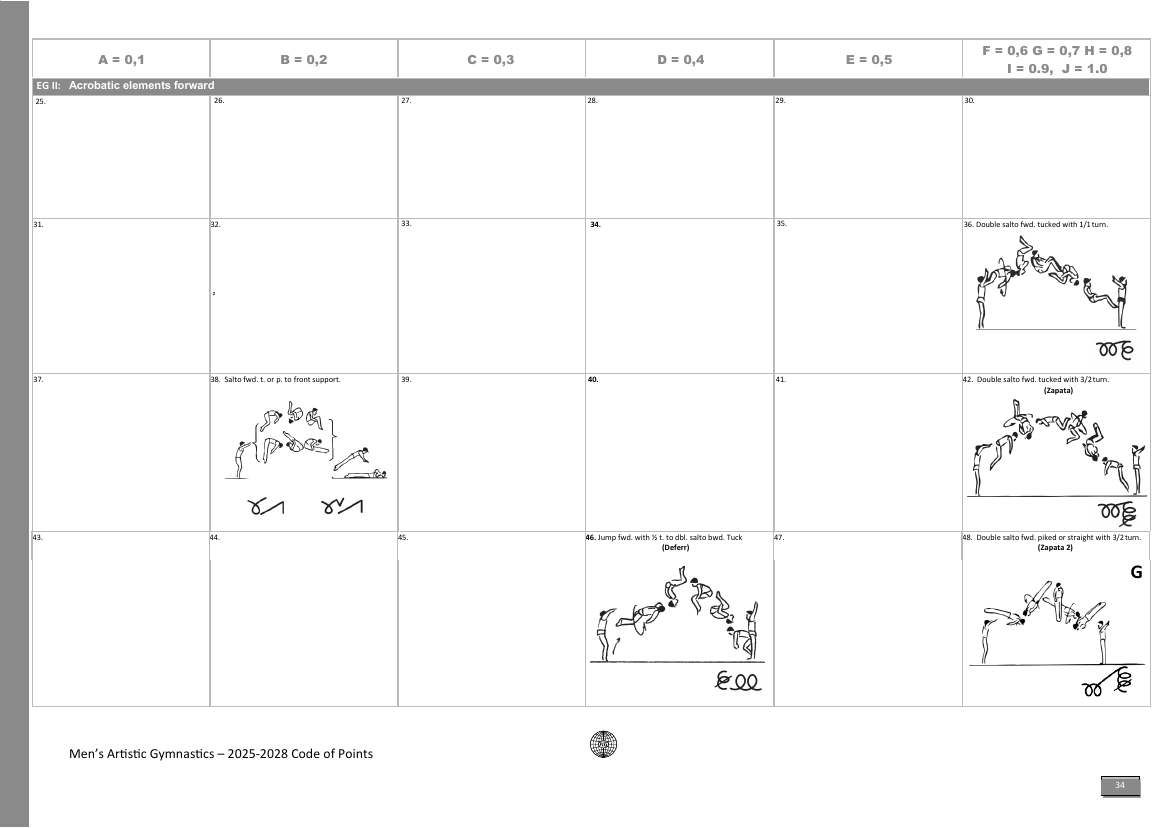 A = 0,1
B = 0,2
C = 0,3
D = 0,4
E = 0,5
F = 0,6 G = 0,7 H = 0,8
I = 0.9, J = 1.0
EG II: Acrobatic elements forward
25.
26.
27.
28.
29.
30.
31.
32.
33.
34.
35.
36. Double salto fwd. tucked with 1/1 turn.
37.
38. Salto fwd. t. or p. to front support.
39.
40.
41.
42. Double salto fwd. tucked with 3/2 turn.
(Zapata)
43.
44.
45.
46. Jump fwd. with ½ t. to dbl. salto bwd. Tuck
(Deferr)
47.
48. Double salto fwd. piked or straight with 3/2 turn.
(Zapata 2)
G
Men's Artistic Gymnastics – 2025-2028 Code of Points
34